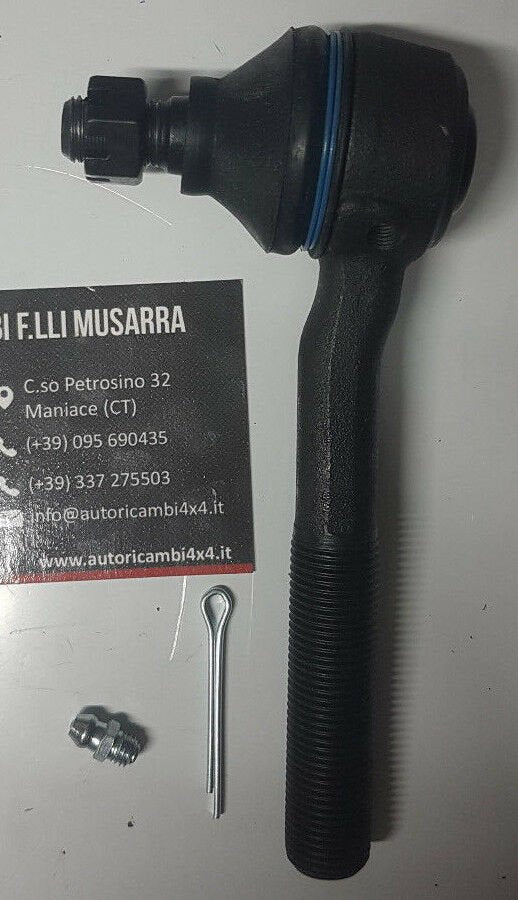 F.LLI MUSARRA
C.so Petrosino 32
Maniace (CT)
(+39) 095 690435
(+39) 337 275503
info@autoricambi4x4.it
www.autoricambi4x4.it